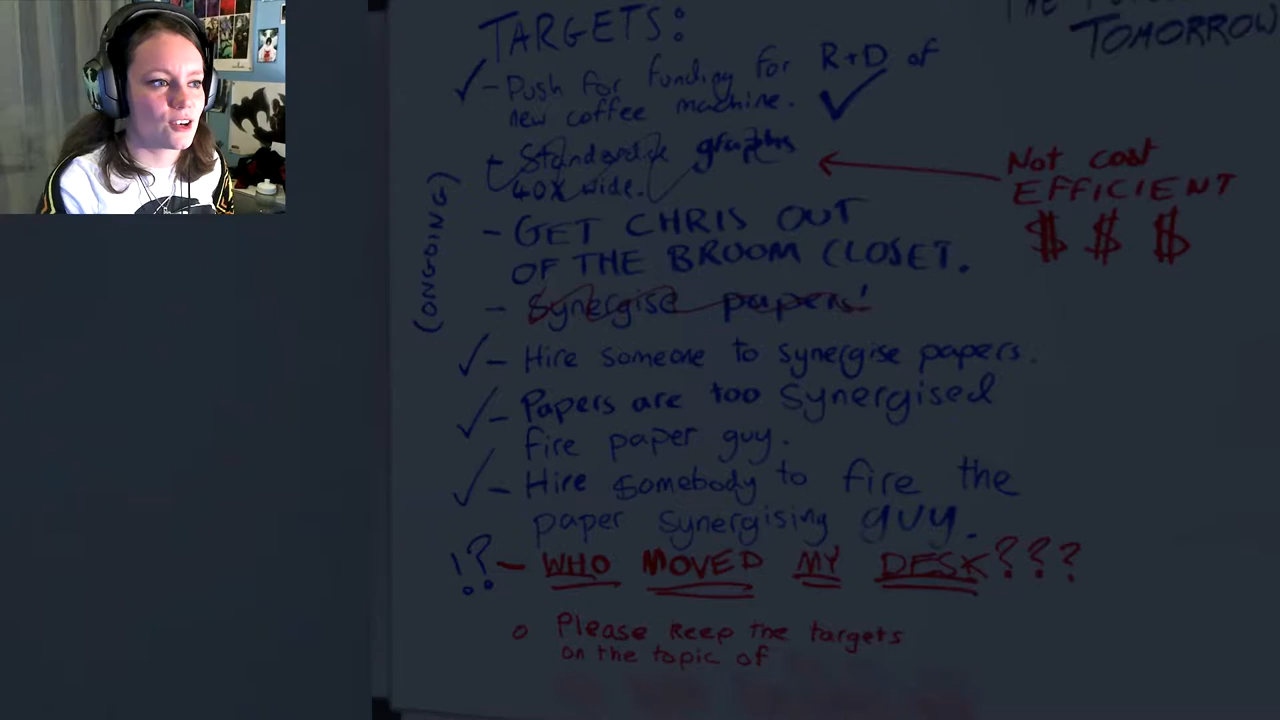 TARGETS:
✓ - Push for funding for R+D of
new coffee machine. ✓
- Standardize graphs
40% wide.
- GET CHRIS OUT
OF THE BROOM CLOSET.
(ONGOING)
- Synergise papers!
✓ - Hire someone to synergise papers.
✓ - Papers are too synergised
fire paper guy.
✓ - Hire somebody to fire the
paper synergising guy.
!? - WHO MOVED MY DESK???
o Please keep the targets
on the topic of
TOMORROW
Not cost
EFFICIENT
$ $ $